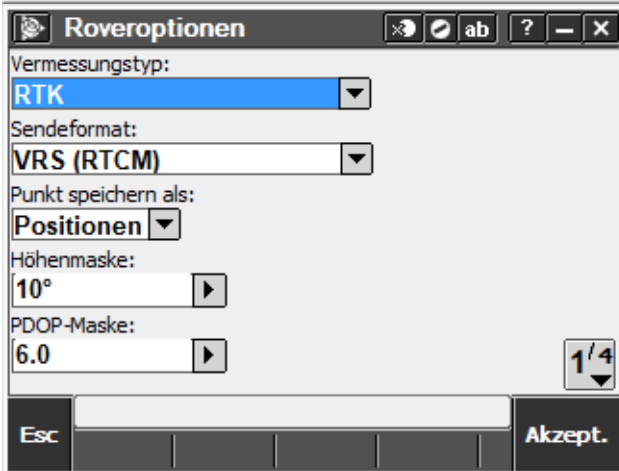 Roveroptionen ab ? – ×
Vermessungstyp:
RTK
Sendeformat:
VRS (RTCM)
Punkt speichern als:
Positionen
Höhenmaske:
10°
PDOP-Maske:
6.0
1/4
Esc
Akzept.